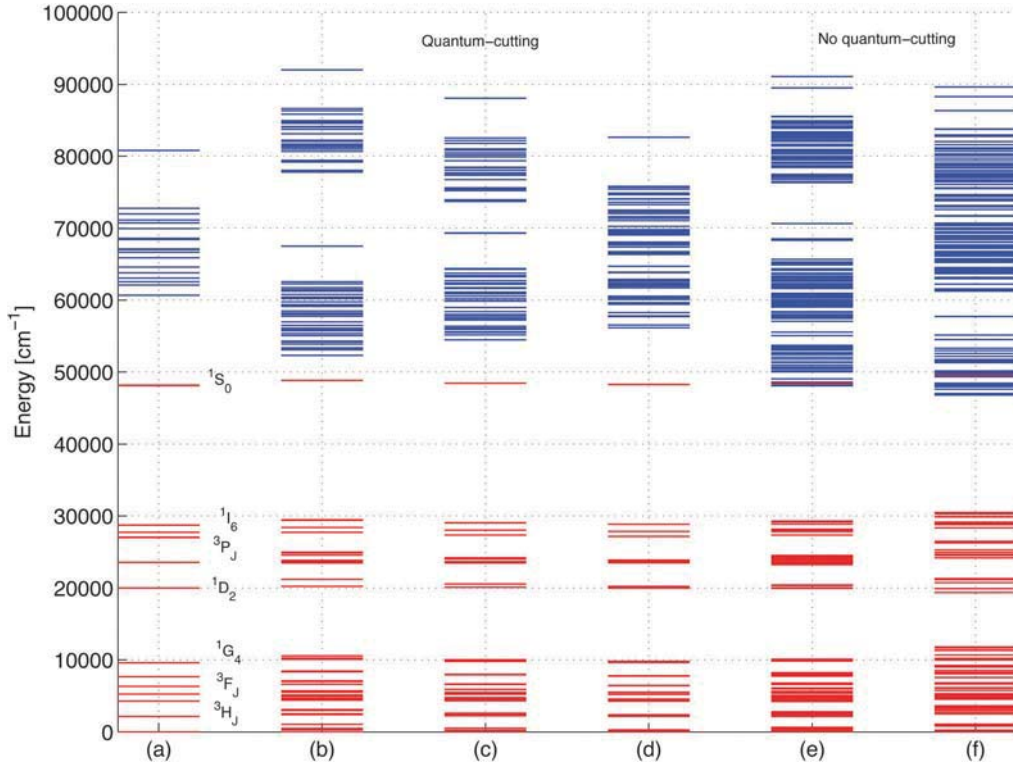 100000
Quantum−cutting
No quantum−cutting
90000
80000
70000
60000
50000
¹S₀
40000
30000
¹I₆
³P_J
20000
¹D₂
10000
¹G₄
³F_J
³H_J
0
Energy [cm⁻¹]
(a) (b) (c) (d) (e) (f)